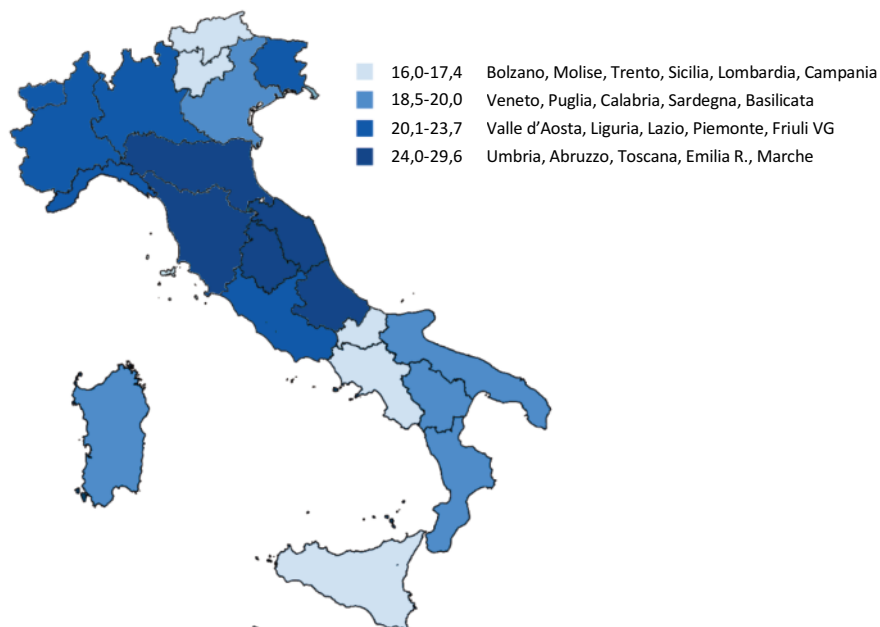 16,0-17,4 Bolzano, Molise, Trento, Sicilia, Lombardia, Campania
18,5-20,0 Veneto, Puglia, Calabria, Sardegna, Basilicata
20,1-23,7 Valle d’Aosta, Liguria, Lazio, Piemonte, Friuli VG
24,0-29,6 Umbria, Abruzzo, Toscana, Emilia R., Marche